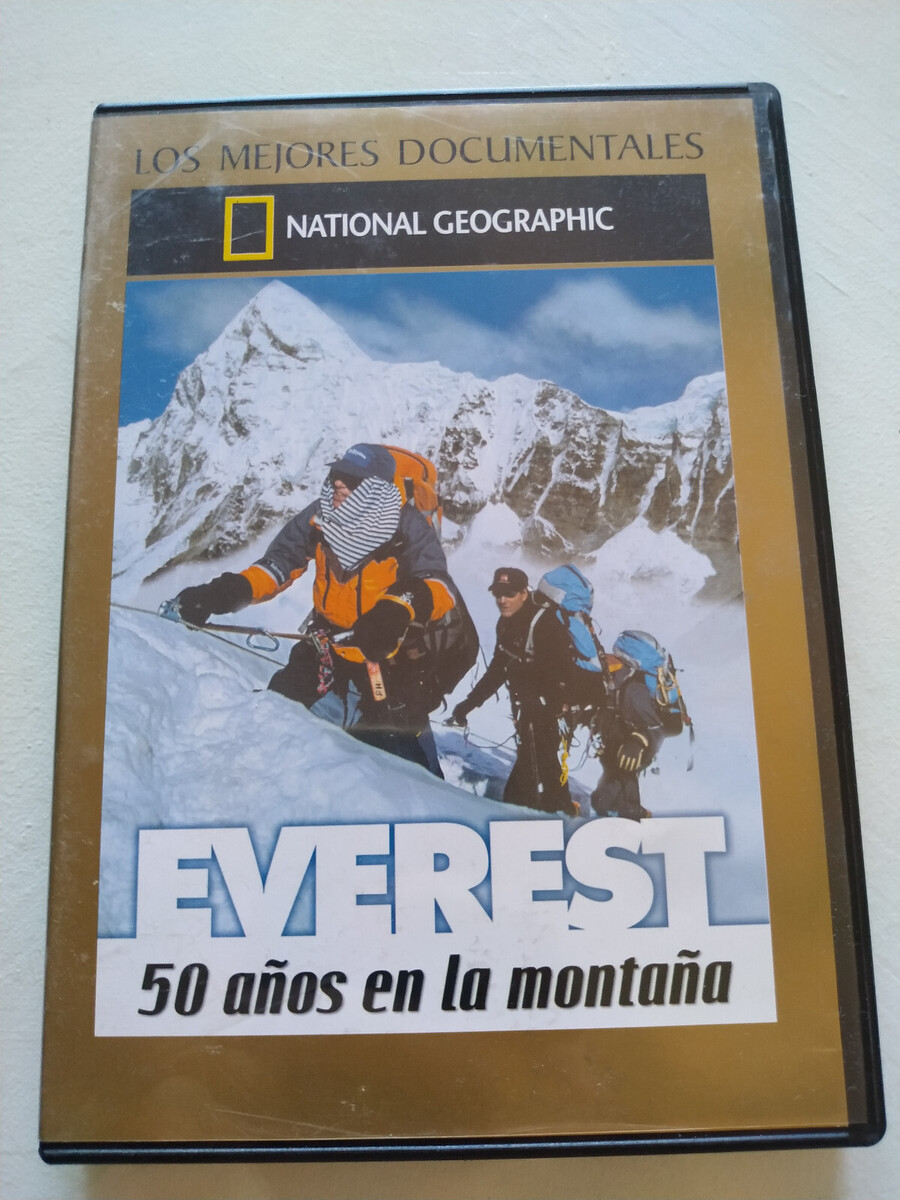 LOS MEJORES DOCUMENTALES
NATIONAL GEOGRAPHIC
EVEREST
50 años en la montaña